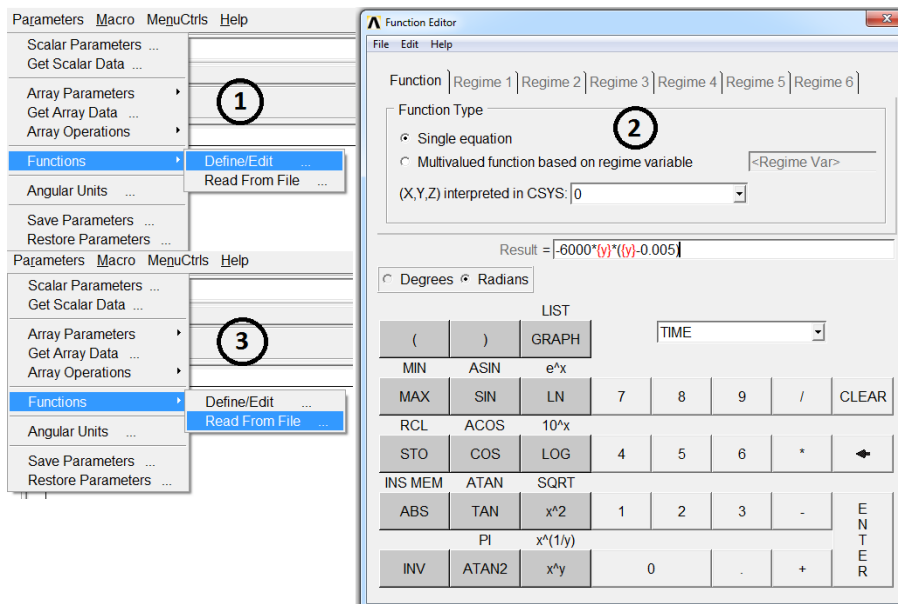 Parameters Macro MenuCtrls Help
Scalar Parameters ...
Get Scalar Data ...
Array Parameters
Get Array Data ...
Array Operations
Functions
Define/Edit ...
Read From File ...
Angular Units ...
Save Parameters ...
Restore Parameters ...
1
Parameters Macro MenuCtrls Help
Scalar Parameters ...
Get Scalar Data ...
Array Parameters
Get Array Data ...
Array Operations
Functions
Define/Edit ...
Read From File ...
Angular Units ...
Save Parameters ...
Restore Parameters ...
3
Function Editor
File Edit Help
Function Regime 1 Regime 2 Regime 3 Regime 4 Regime 5 Regime 6
Function Type
2
Single equation
Multivalued function based on regime variable <Regime Var>
(X,Y,Z) interpreted in CSYS: 0
Result = -6000*{y}*({y}-0.005)
Degrees Radians
LIST
( ) GRAPH TIME
MIN ASIN e^x
MAX SIN LN 7 8 9 / CLEAR
RCL ACOS 10^x
STO COS LOG 4 5 6 *
INS MEM ATAN SQRT
ABS TAN x^2 1 2 3 - ENTER
PI x^(1/y)
INV ATAN2 x^y 0 . +